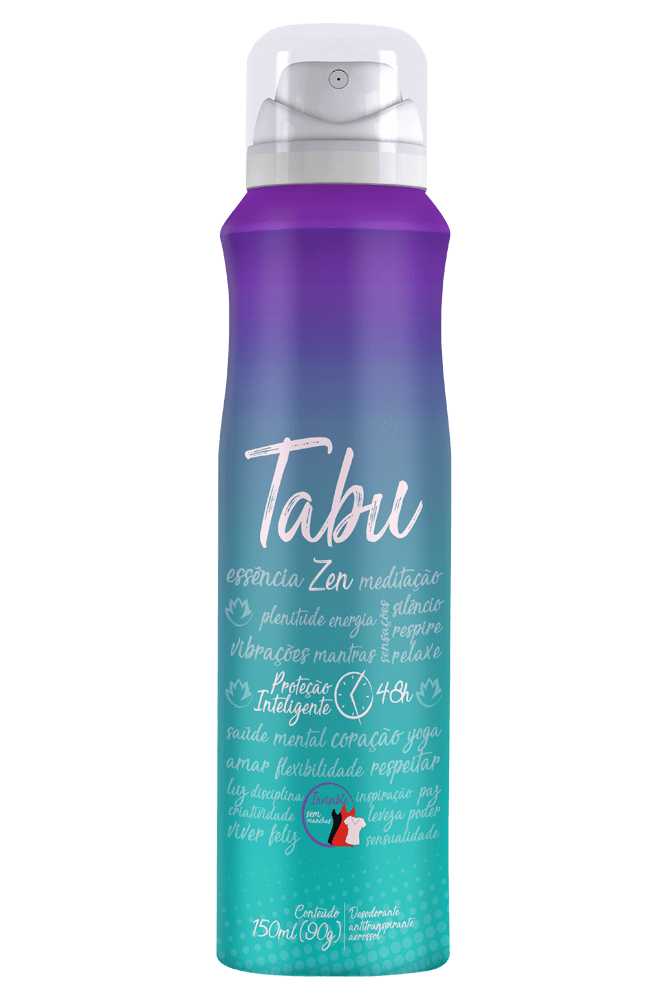 Tabu
essência Zen meditação
plenitude energia
sensações
silêncio
respire
vibrações mantras
relaxe
Proteção
Inteligente
48h
saúde mental coração yoga
amar flexibilidade respeitar
luz disciplina
criatividade
viver feliz
Invisible
sem
manchas
inspiração paz
leveza poder
sensualidade
Conteúdo
150ml (90g)
Desodorante
antitranspirante
aerossol